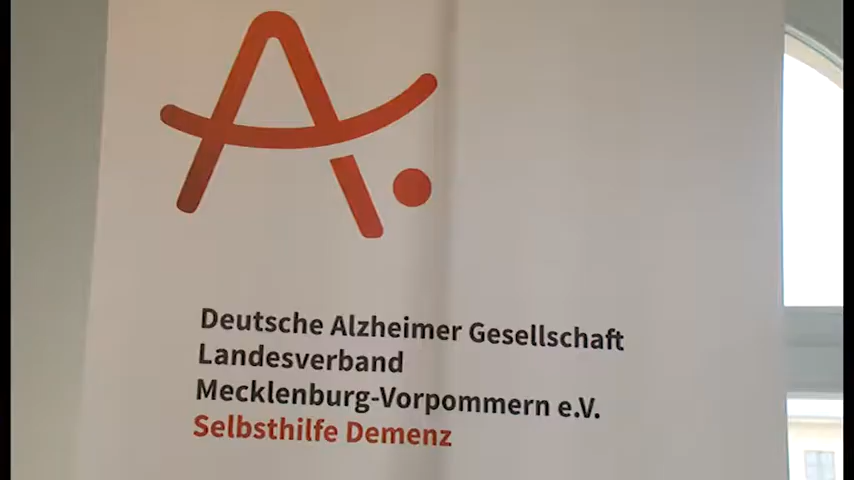 A.
Deutsche Alzheimer Gesellschaft
Landesverband
Mecklenburg-Vorpommern e.V.
Selbsthilfe Demenz